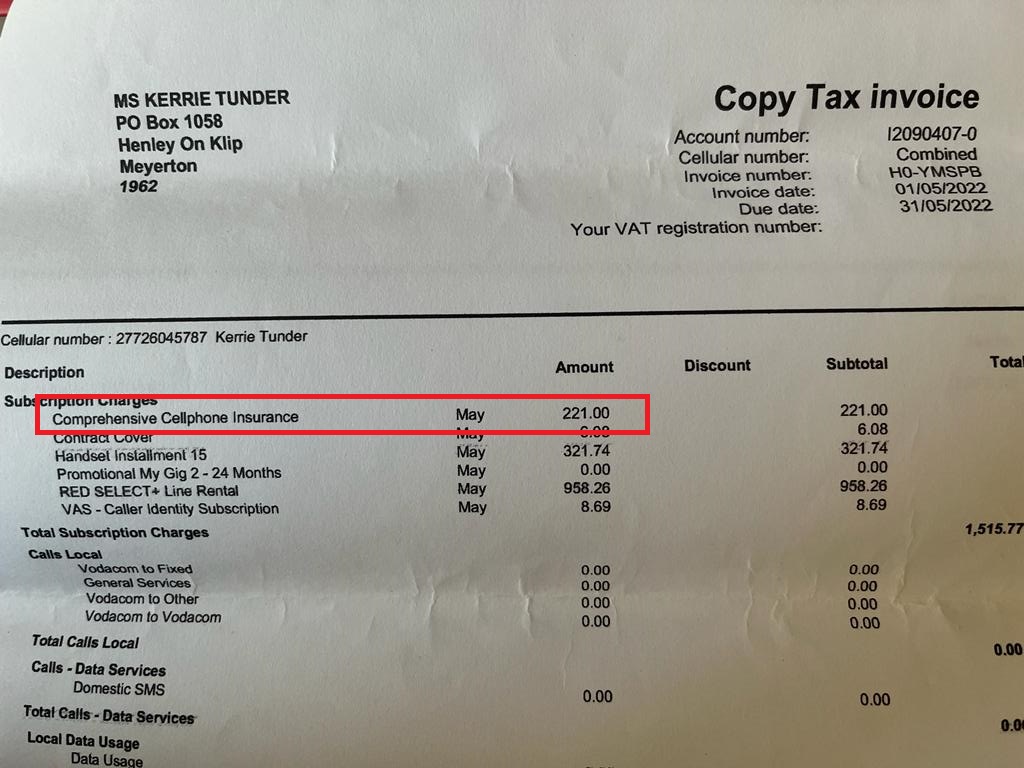 MS KERRIE TUNDER
PO Box 1058
Henley On Klip
Meyerton
1962
Copy Tax invoice
Account number: I2090407-0
Cellular number: Combined
Invoice number: H0-YMSPB
Invoice date: 01/05/2022
Due date: 31/05/2022
Your VAT registration number:
Cellular number : 27726045787 Kerrie Tunder
Description Amount Discount Subtotal Total
Subscription Charges
Comprehensive Cellphone Insurance May 221.00 221.00
Contract Cover May 6.08 6.08
Handset Installment 15 May 321.74 321.74
Promotional My Gig 2 - 24 Months May 0.00 0.00
RED SELECT+ Line Rental May 958.26 958.26
VAS - Caller Identity Subscription May 8.69 8.69
Total Subscription Charges 1,515.77
Calls Local
Vodacom to Fixed 0.00 0.00
General Services 0.00 0.00
Vodacom to Other 0.00 0.00
Vodacom to Vodacom 0.00 0.00
Total Calls Local 0.00
Calls - Data Services
Domestic SMS 0.00 0.00
Total Calls - Data Services 0.00
Local Data Usage
Data Usage